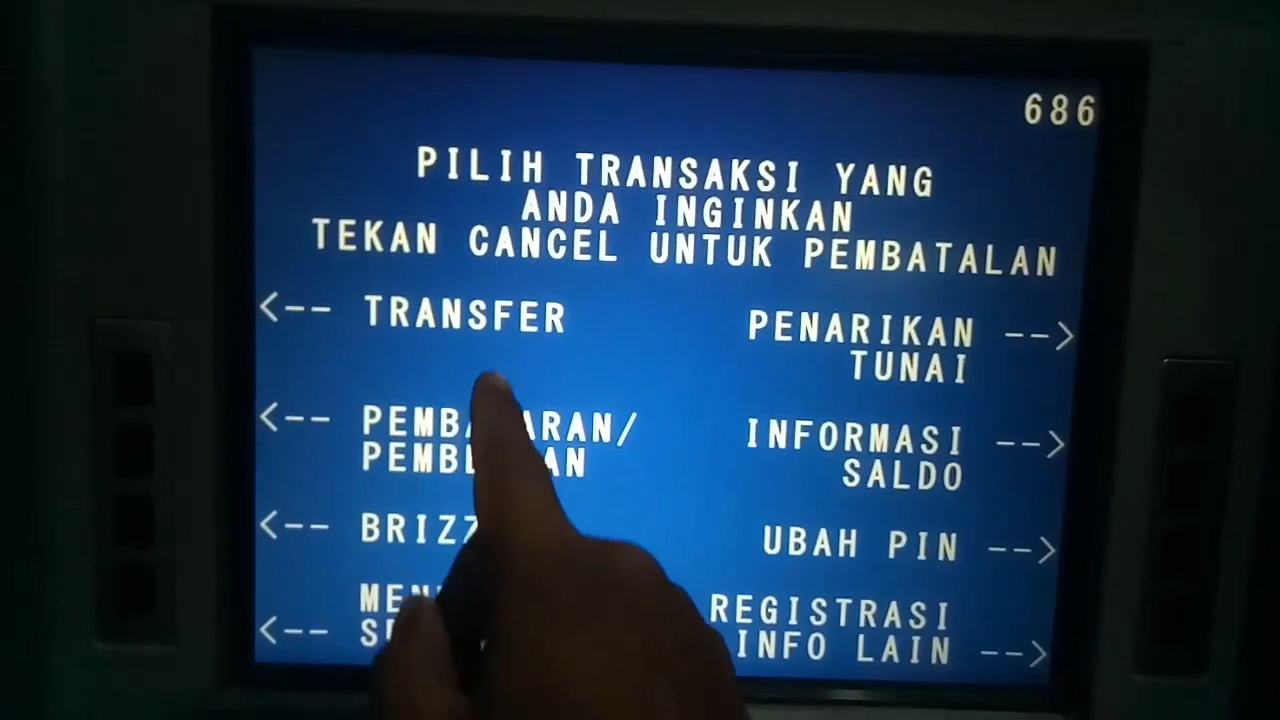 686
PILIH TRANSAKSI YANG
ANDA INGINKAN
TEKAN CANCEL UNTUK PEMBATALAN
<-- TRANSFER
PENARIKAN -->
TUNAI
<--
INFORMASI -->
SALDO
<--
UBAH PIN -->
REGISTRASI
<--
INFO LAIN -->